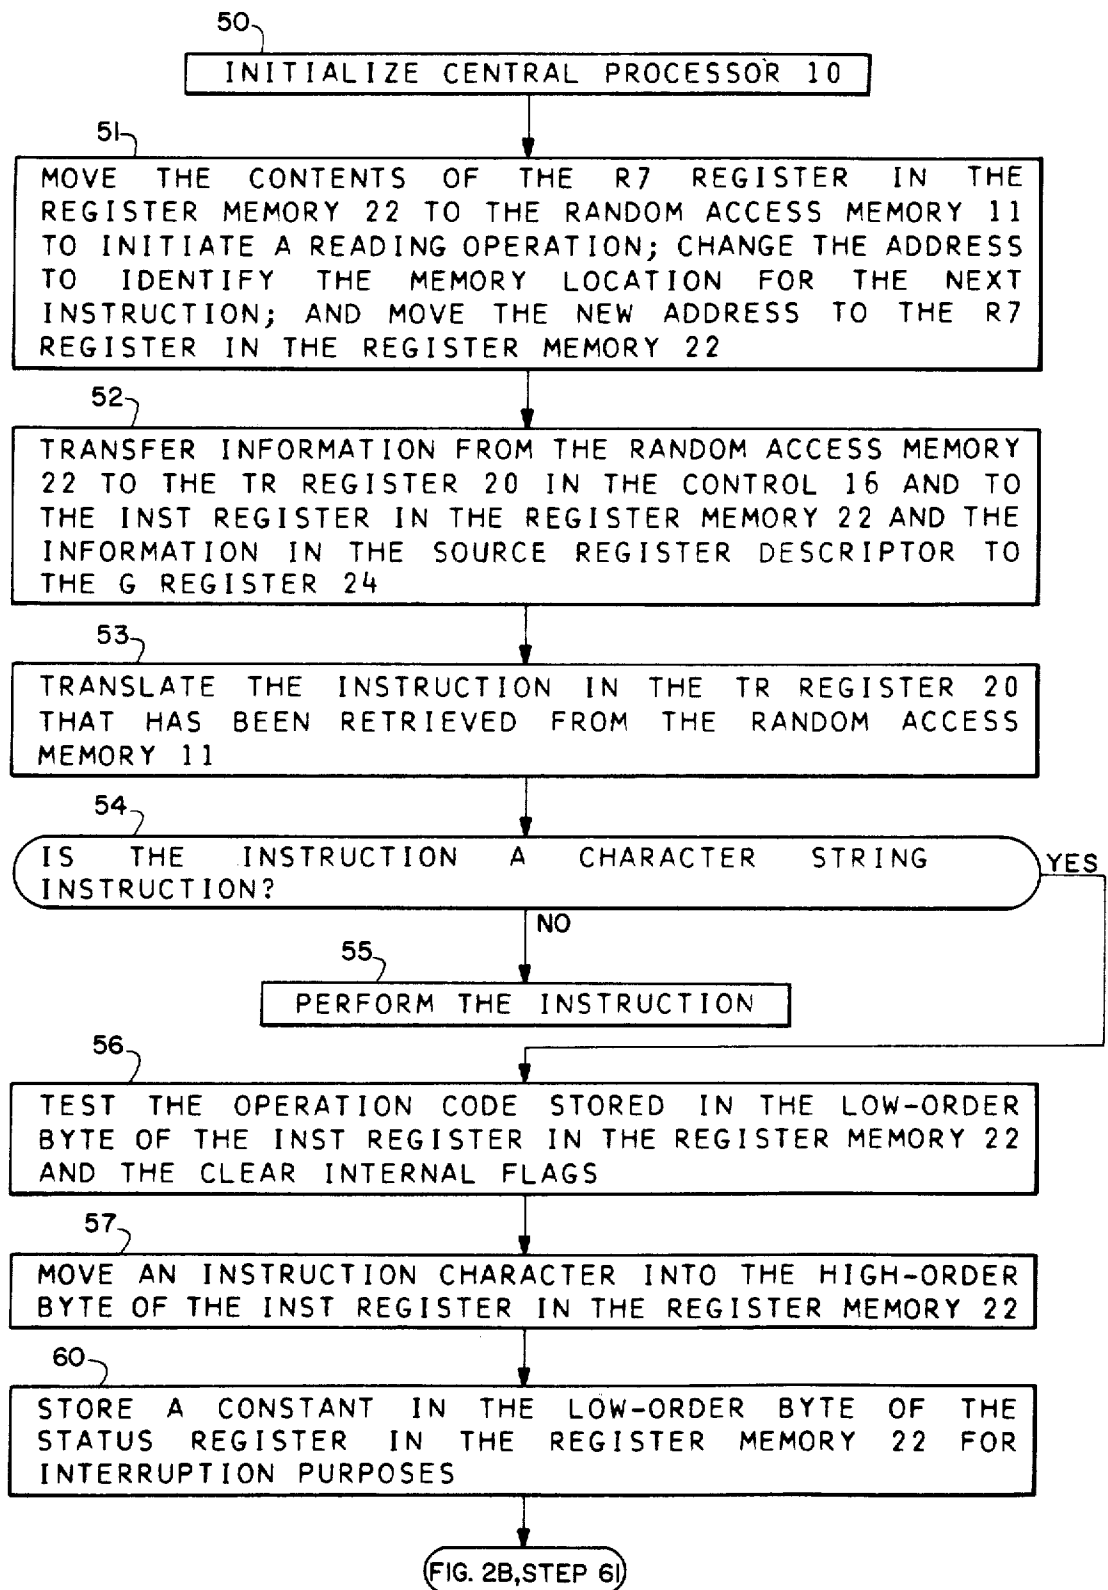 50
INITIALIZE CENTRAL PROCESSOR 10
51
MOVE THE CONTENTS OF THE R7 REGISTER IN THE
REGISTER MEMORY 22 TO THE RANDOM ACCESS MEMORY 11
TO INITIATE A READING OPERATION; CHANGE THE ADDRESS
TO IDENTIFY THE MEMORY LOCATION FOR THE NEXT
INSTRUCTION; AND MOVE THE NEW ADDRESS TO THE R7
REGISTER IN THE REGISTER MEMORY 22
52
TRANSFER INFORMATION FROM THE RANDOM ACCESS MEMORY
22 TO THE TR REGISTER 20 IN THE CONTROL 16 AND TO
THE INST REGISTER IN THE REGISTER MEMORY 22 AND THE
INFORMATION IN THE SOURCE REGISTER DESCRIPTOR TO
THE G REGISTER 24
53
TRANSLATE THE INSTRUCTION IN THE TR REGISTER 20
THAT HAS BEEN RETRIEVED FROM THE RANDOM ACCESS
MEMORY 11
54
IS THE INSTRUCTION A CHARACTER STRING
INSTRUCTION?
YES
NO
55
PERFORM THE INSTRUCTION
56
TEST THE OPERATION CODE STORED IN THE LOW-ORDER
BYTE OF THE INST REGISTER IN THE REGISTER MEMORY 22
AND THE CLEAR INTERNAL FLAGS
57
MOVE AN INSTRUCTION CHARACTER INTO THE HIGH-ORDER
BYTE OF THE INST REGISTER IN THE REGISTER MEMORY 22
60
STORE A CONSTANT IN THE LOW-ORDER BYTE OF THE
STATUS REGISTER IN THE REGISTER MEMORY 22 FOR
INTERRUPTION PURPOSES
FIG. 2B, STEP 61